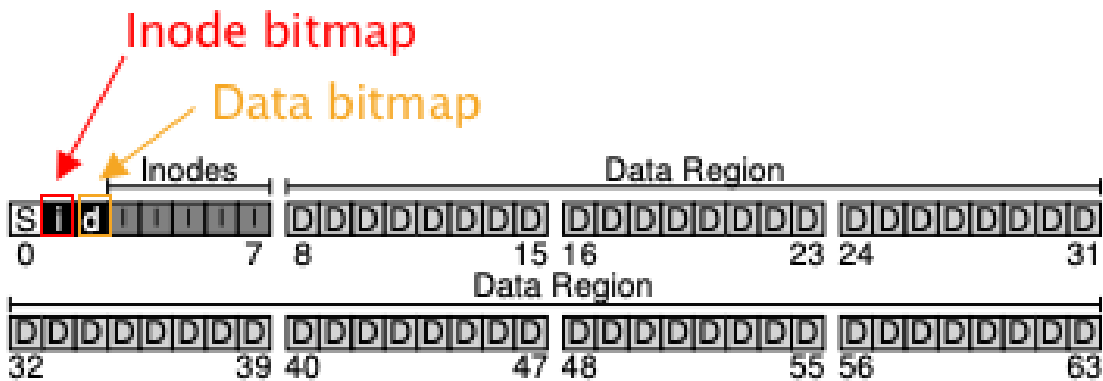 Inode bitmap
Data bitmap
Inodes Data Region
S i d I I I I I D D D D D D D D D D D D D D D D D D D D D D D D
0 7 8 15 16 23 24 31
Data Region
D D D D D D D D D D D D D D D D D D D D D D D D D D D D D D D D
32 39 40 47 48 55 56 63